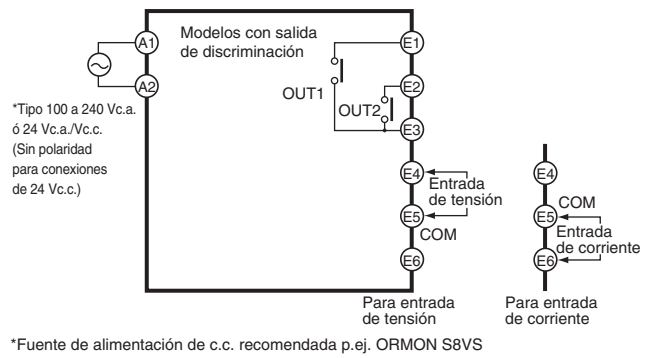 Modelos con salida
de discriminación
A1
A2
E1
E2
E3
E4
E5
E6
OUT1
OUT2
*Tipo 100 a 240 Vc.a.
ó 24 Vc.a./Vc.c.
(Sin polaridad
para conexiones
de 24 Vc.c.)
Entrada
de tensión
COM
Para entrada
de tensión
E4
COM
E5
Entrada
de corriente
E6
Para entrada
de corriente
*Fuente de alimentación de c.c. recomendada p.ej. ORMON S8VS